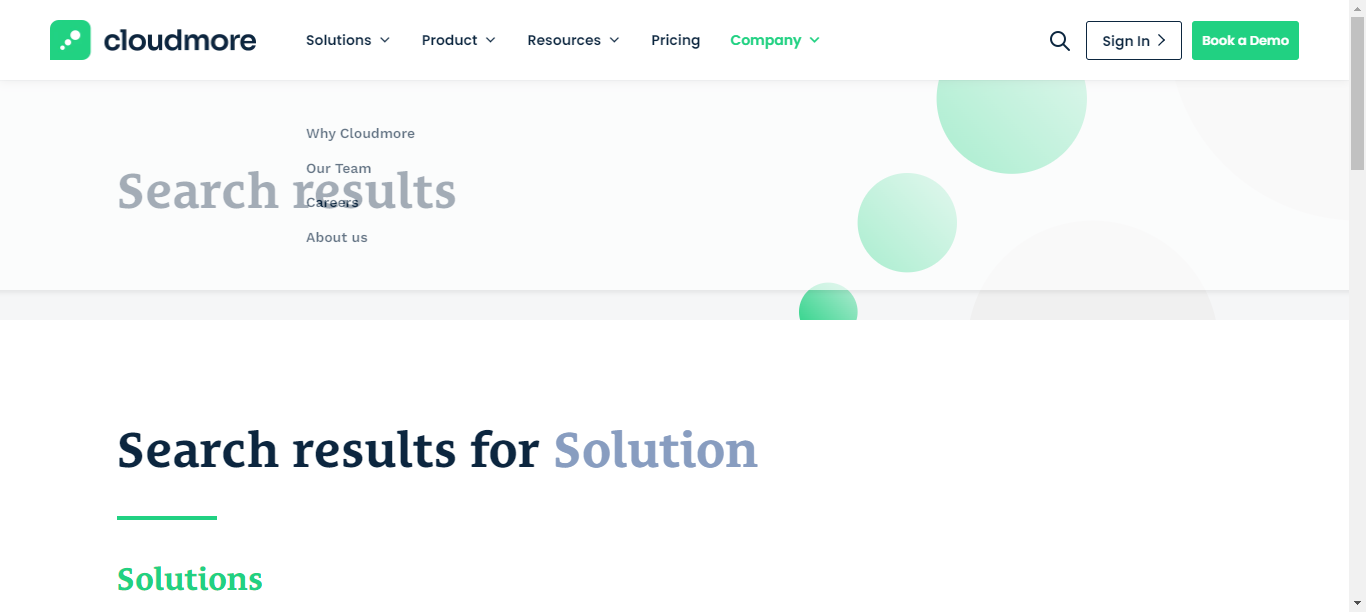 cloudmore
Solutions
Product
Resources
Pricing
Company
Sign In
Book a Demo
Why Cloudmore
Our Team
Search results
Careers
About us
Search results for Solution
Solutions